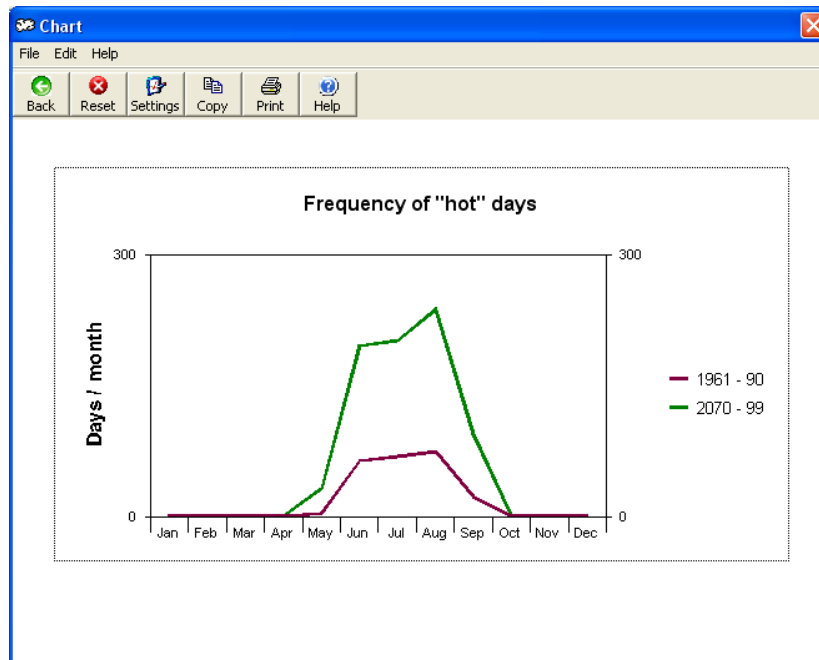 Chart
File Edit Help
Back Reset Settings Copy Print Help
Frequency of "hot" days
300 300
Days / month
1961 - 90
2070 - 99
0 0
Jan Feb Mar Apr May Jun Jul Aug Sep Oct Nov Dec